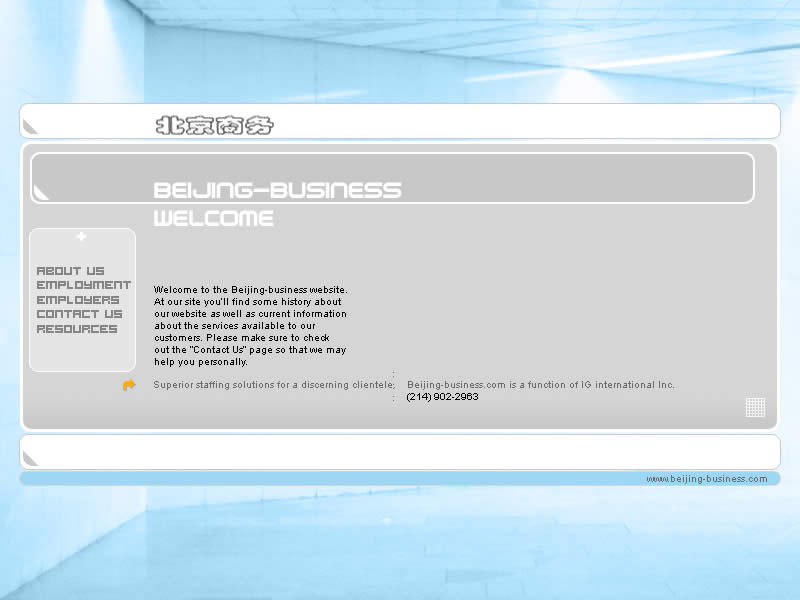 北京商务
BEIJING-BUSINESS
WELCOME
ABOUT US
EMPLOYMENT
EMPLOYERS
CONTACT US
RESOURCES
Welcome to the Beijing-business website.
At our site you'll find some history about
our website as well as current information
about the services available to our
customers. Please make sure to check
out the "Contact Us" page so that we may
help you personally.
Superior staffing solutions for a discerning clientele; Beijing-business.com is a function of IG international Inc.
(214) 902-2963
www.beijing-business.com